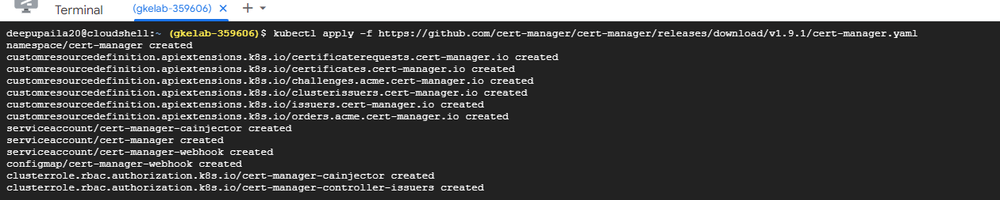 Terminal
(gkelab-359606) × + ▾
deepupaila20@cloudshell:~ (gkelab-359606)$ kubectl apply -f https://github.com/cert-manager/cert-manager/releases/download/v1.9.1/cert-manager.yaml
namespace/cert-manager created
customresourcedefinition.apiextensions.k8s.io/certificaterequests.cert-manager.io created
customresourcedefinition.apiextensions.k8s.io/certificates.cert-manager.io created
customresourcedefinition.apiextensions.k8s.io/challenges.acme.cert-manager.io created
customresourcedefinition.apiextensions.k8s.io/clusterissuers.cert-manager.io created
customresourcedefinition.apiextensions.k8s.io/issuers.cert-manager.io created
customresourcedefinition.apiextensions.k8s.io/orders.acme.cert-manager.io created
serviceaccount/cert-manager-cainjector created
serviceaccount/cert-manager created
serviceaccount/cert-manager-webhook created
configmap/cert-manager-webhook created
clusterrole.rbac.authorization.k8s.io/cert-manager-cainjector created
clusterrole.rbac.authorization.k8s.io/cert-manager-controller-issuers created